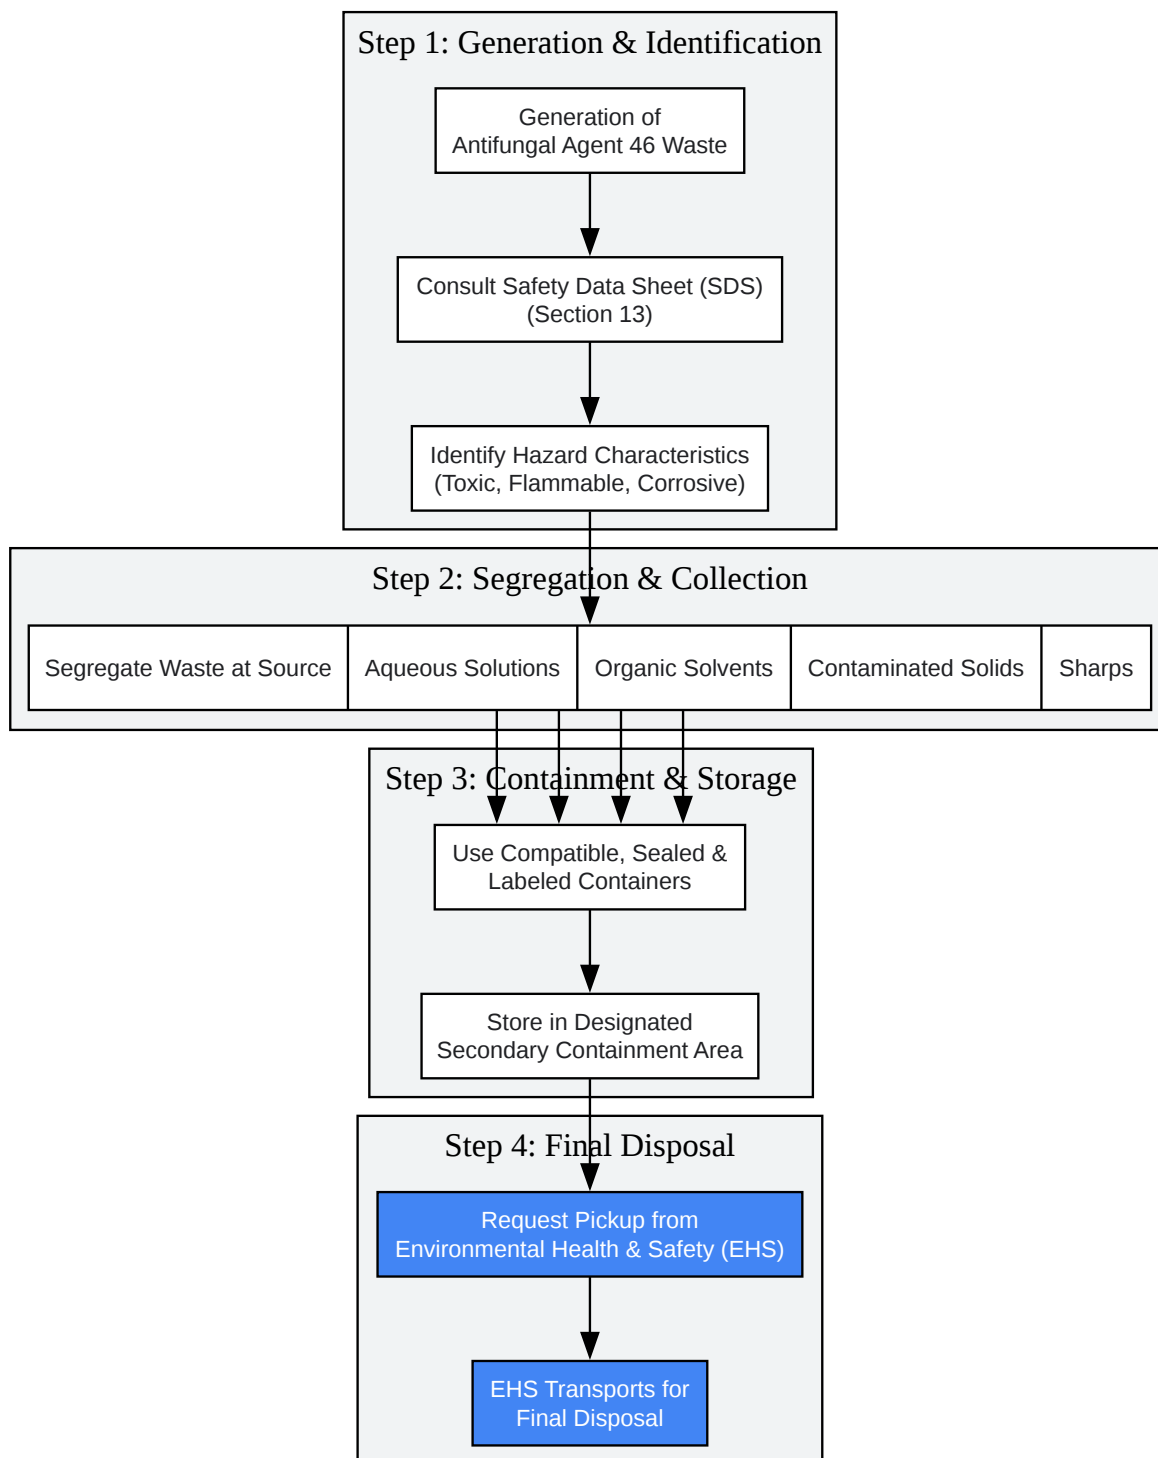 Step 1: Generation & Identification
Generation of
Antifungal Agent 46 Waste
Consult Safety Data Sheet (SDS)
(Section 13)
Identify Hazard Characteristics
(Toxic, Flammable, Corrosive)
Step 2: Segregation & Collection
Segregate Waste at Source
Aqueous Solutions
Organic Solvents
Contaminated Solids
Sharps
Step 3: Containment & Storage
Use Compatible, Sealed &
Labeled Containers
Store in Designated
Secondary Containment Area
Step 4: Final Disposal
Request Pickup from
Environmental Health & Safety (EHS)
EHS Transports for
Final Disposal